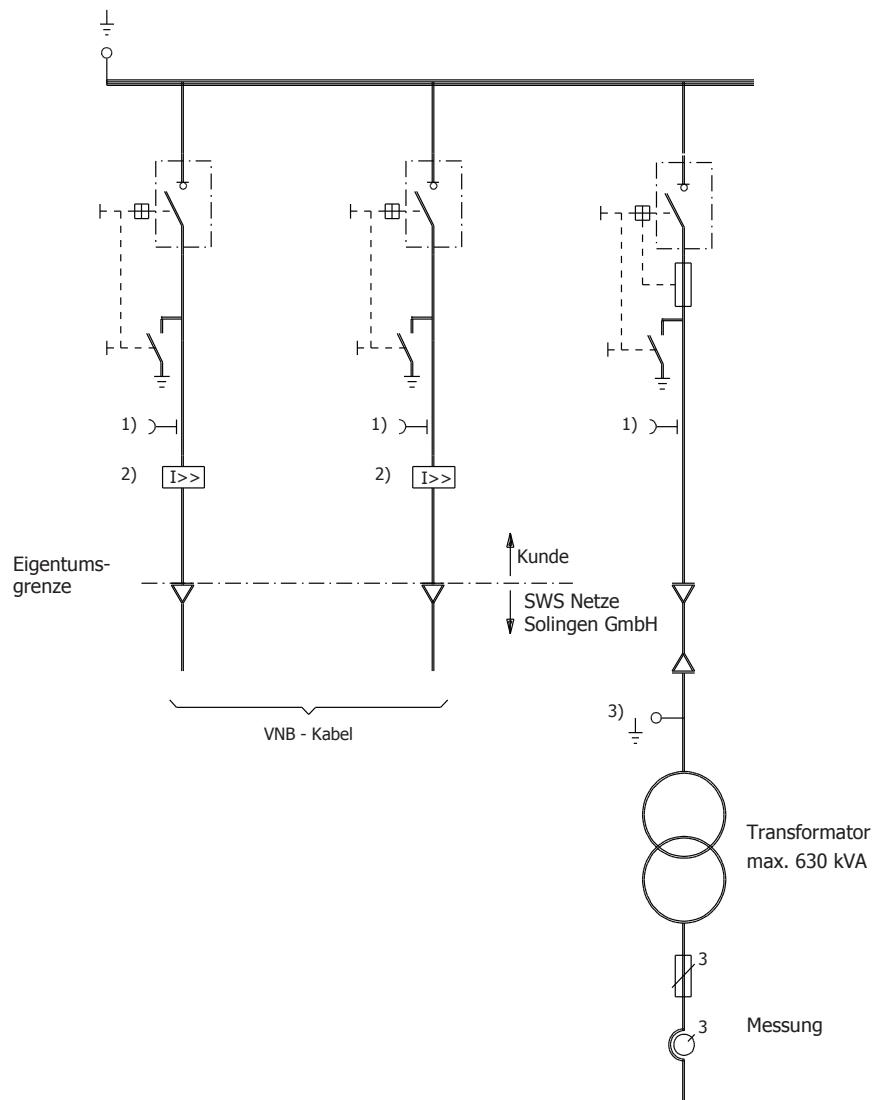 1)
1)
1)
2)
I>>
2)
I>>
Eigentums-
grenze
Kunde
SWS Netze
Solingen GmbH
3)
VNB - Kabel
Transformator
max. 630 kVA
3
3
Messung